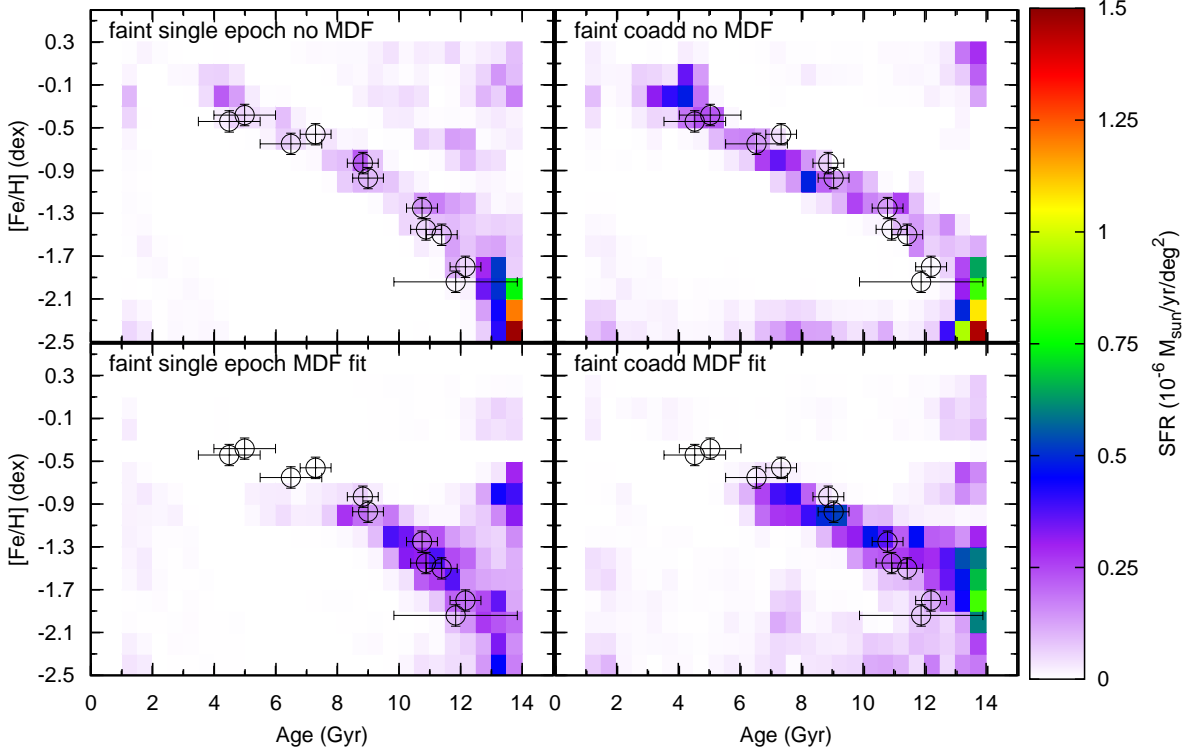 faint single epoch no MDF
faint coadd no MDF
0.3
-0.1
-0.5
-0.9
-1.3
-1.7
-2.1
-2.5
[Fe/H] (dex)
faint single epoch MDF fit
faint coadd MDF fit
0.3
-0.1
-0.5
-0.9
-1.3
-1.7
-2.1
-2.5
[Fe/H] (dex)
0 2 4 6 8 10 12 14
Age (Gyr)
0 2 4 6 8 10 12 14
Age (Gyr)
1.5
1.25
1
0.75
0.5
0.25
0
SFR (10-6 Msun/yr/deg2)